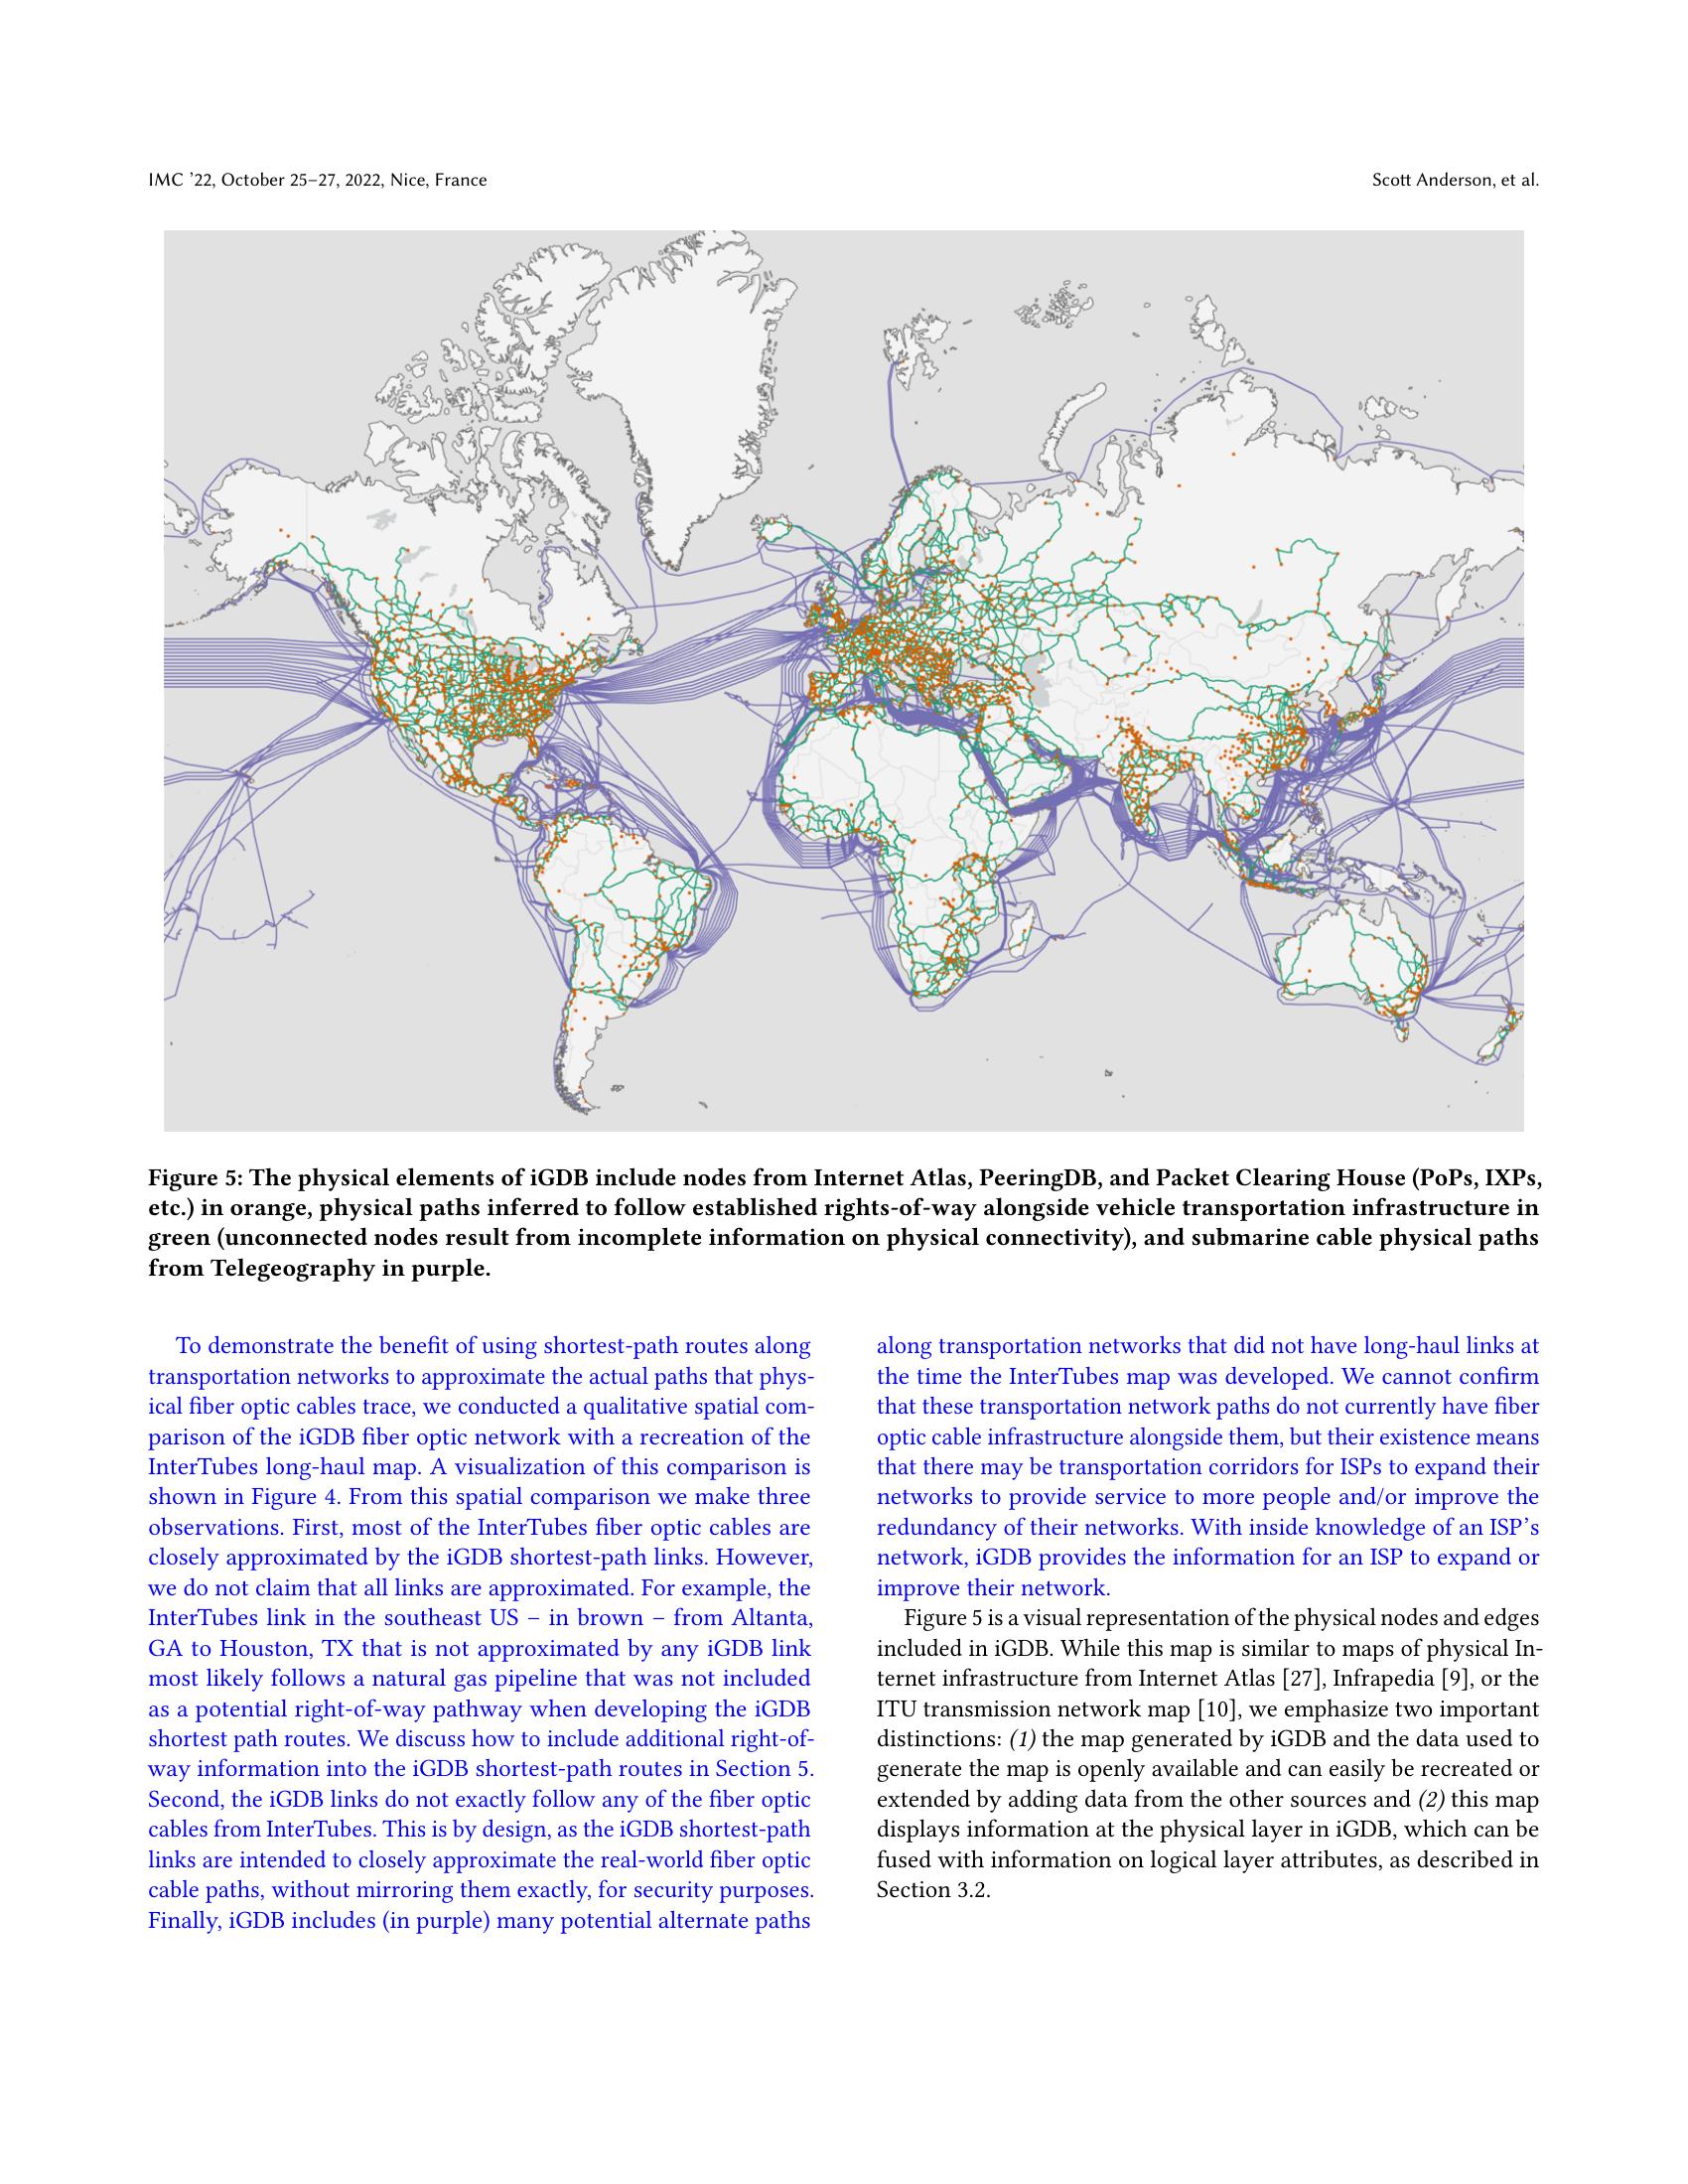 IMC ’22, October 25–27, 2022, Nice, France
Scott Anderson, et al.
Figure 5: The physical elements of iGDB include nodes from Internet Atlas, PeeringDB, and Packet Clearing House (PoPs, IXPs,
etc.) in orange, physical paths inferred to follow established rights-of-way alongside vehicle transportation infrastructure in
green (unconnected nodes result from incomplete information on physical connectivity), and submarine cable physical paths
from Telegeography in purple.
To demonstrate the benefit of using shortest-path routes along
transportation networks to approximate the actual paths that phys-
ical fiber optic cables trace, we conducted a qualitative spatial com-
parison of the iGDB fiber optic network with a recreation of the
InterTubes long-haul map. A visualization of this comparison is
shown in Figure 4. From this spatial comparison we make three
observations. First, most of the InterTubes fiber optic cables are
closely approximated by the iGDB shortest-path links. However,
we do not claim that all links are approximated. For example, the
InterTubes link in the southeast US – in brown – from Altanta,
GA to Houston, TX that is not approximated by any iGDB link
most likely follows a natural gas pipeline that was not included
as a potential right-of-way pathway when developing the iGDB
shortest path routes. We discuss how to include additional right-of-
way information into the iGDB shortest-path routes in Section 5.
Second, the iGDB links do not exactly follow any of the fiber optic
cables from InterTubes. This is by design, as the iGDB shortest-path
links are intended to closely approximate the real-world fiber optic
cable paths, without mirroring them exactly, for security purposes.
Finally, iGDB includes (in purple) many potential alternate paths
along transportation networks that did not have long-haul links at
the time the InterTubes map was developed. We cannot confirm
that these transportation network paths do not currently have fiber
optic cable infrastructure alongside them, but their existence means
that there may be transportation corridors for ISPs to expand their
networks to provide service to more people and/or improve the
redundancy of their networks. With inside knowledge of an ISP’s
network, iGDB provides the information for an ISP to expand or
improve their network.
Figure 5 is a visual representation of the physical nodes and edges
included in iGDB. While this map is similar to maps of physical In-
ternet infrastructure from Internet Atlas [27], Infrapedia [9], or the
ITU transmission network map [10], we emphasize two important
distinctions: (1) the map generated by iGDB and the data used to
generate the map is openly available and can easily be recreated or
extended by adding data from the other sources and (2) this map
displays information at the physical layer in iGDB, which can be
fused with information on logical layer attributes, as described in
Section 3.2.